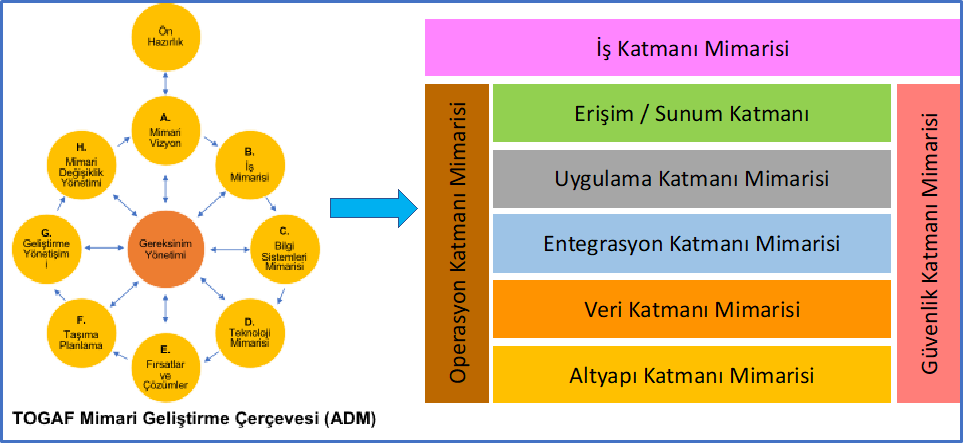 Ön
Hazırlık
A.
Mimari
Vizyon
B.
İş
Mimarisi
C.
Bilgi
Sistemleri
Mimarisi
D.
Teknoloji
Mimarisi
E.
Fırsatlar
ve
Çözümler
F.
Taşıma
Planlama
G.
Geliştirme
Yönetişim
i
H.
Mimari
Değişiklik
Yönetimi
Gereksinim
Yönetimi
TOGAF Mimari Geliştirme Çerçevesi (ADM)
İş Katmanı Mimarisi
Operasyon Katmanı Mimarisi
Erişim / Sunum Katmanı
Uygulama Katmanı Mimarisi
Entegrasyon Katmanı Mimarisi
Veri Katmanı Mimarisi
Altyapı Katmanı Mimarisi
Güvenlik Katmanı Mimarisi